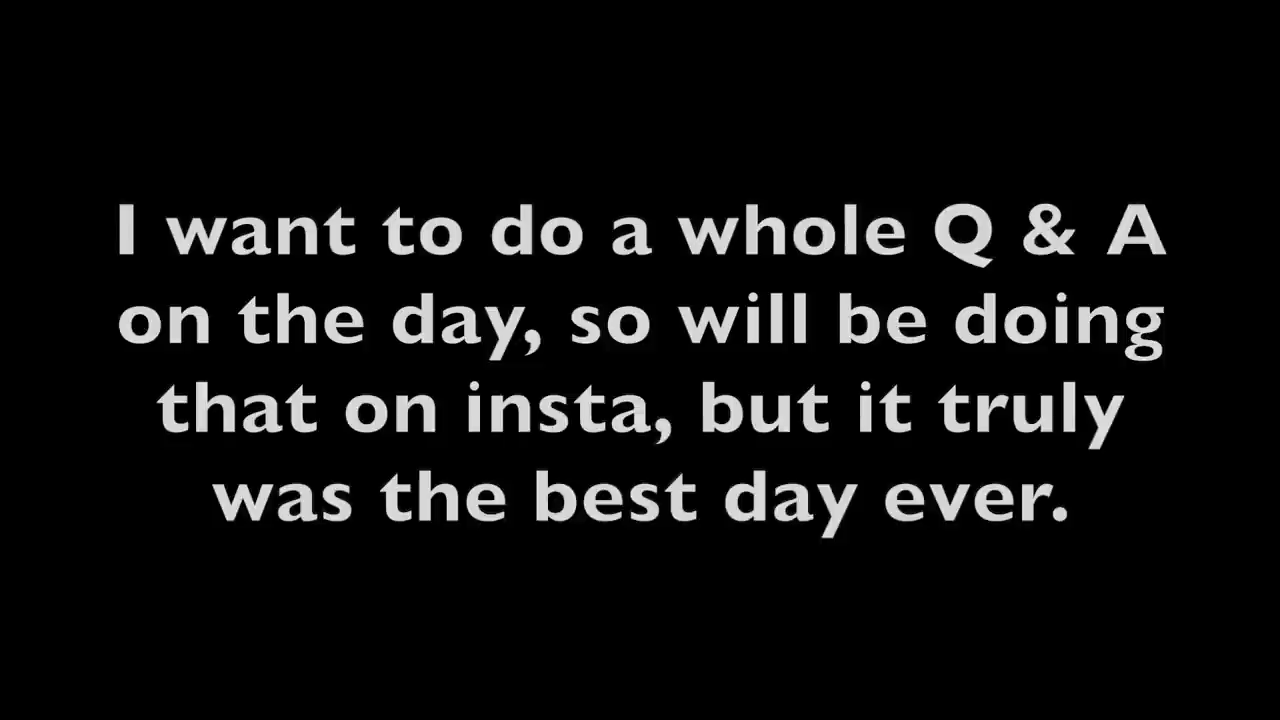 I want to do a whole Q & A
on the day, so will be doing
that on insta, but it truly
was the best day ever.